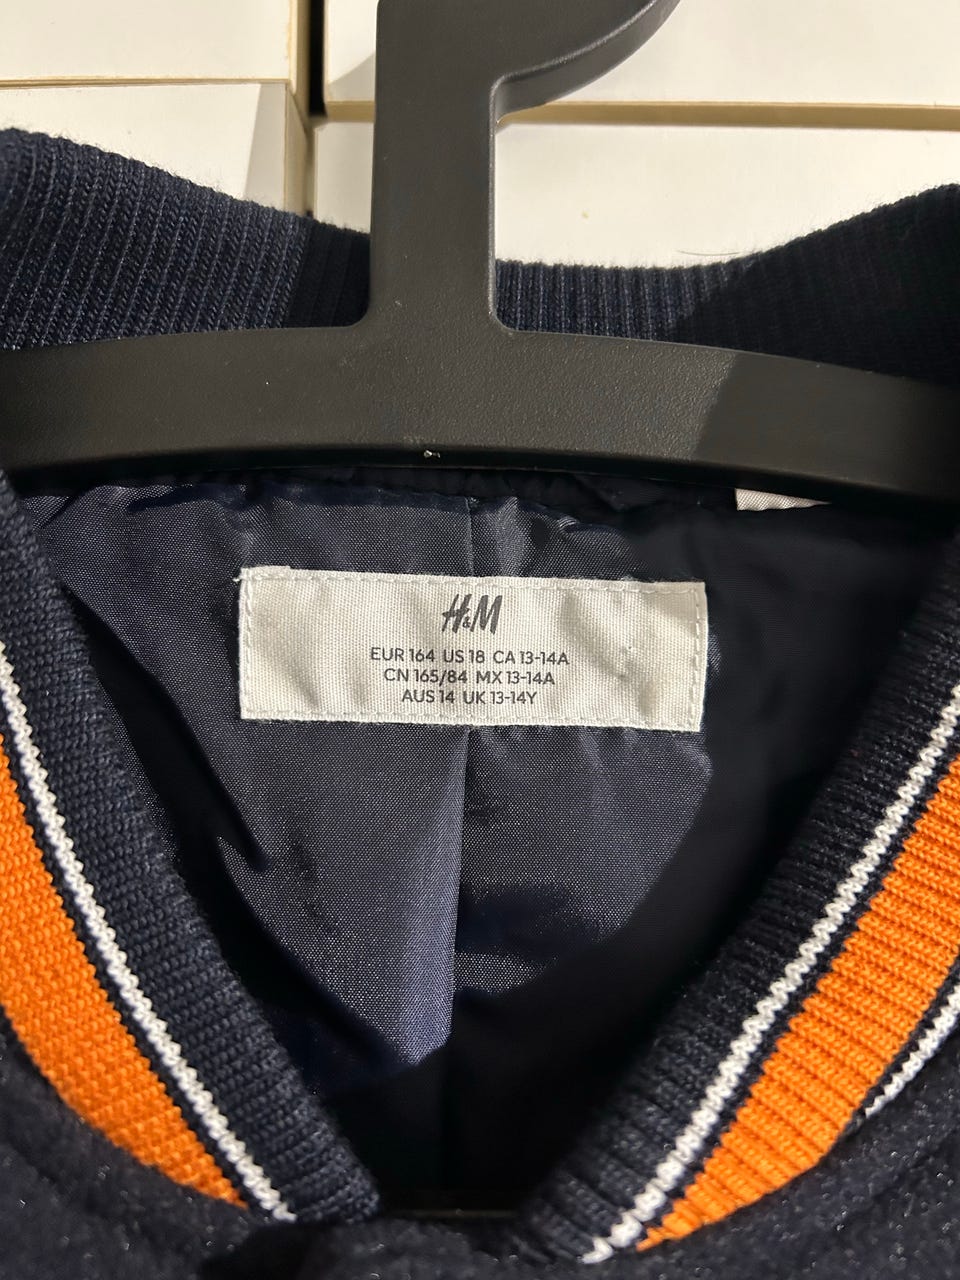 H&M
EUR 164 US 18 CA 13-14A
CN 165/84 MX 13-14A
AUS 14 UK 13-14Y